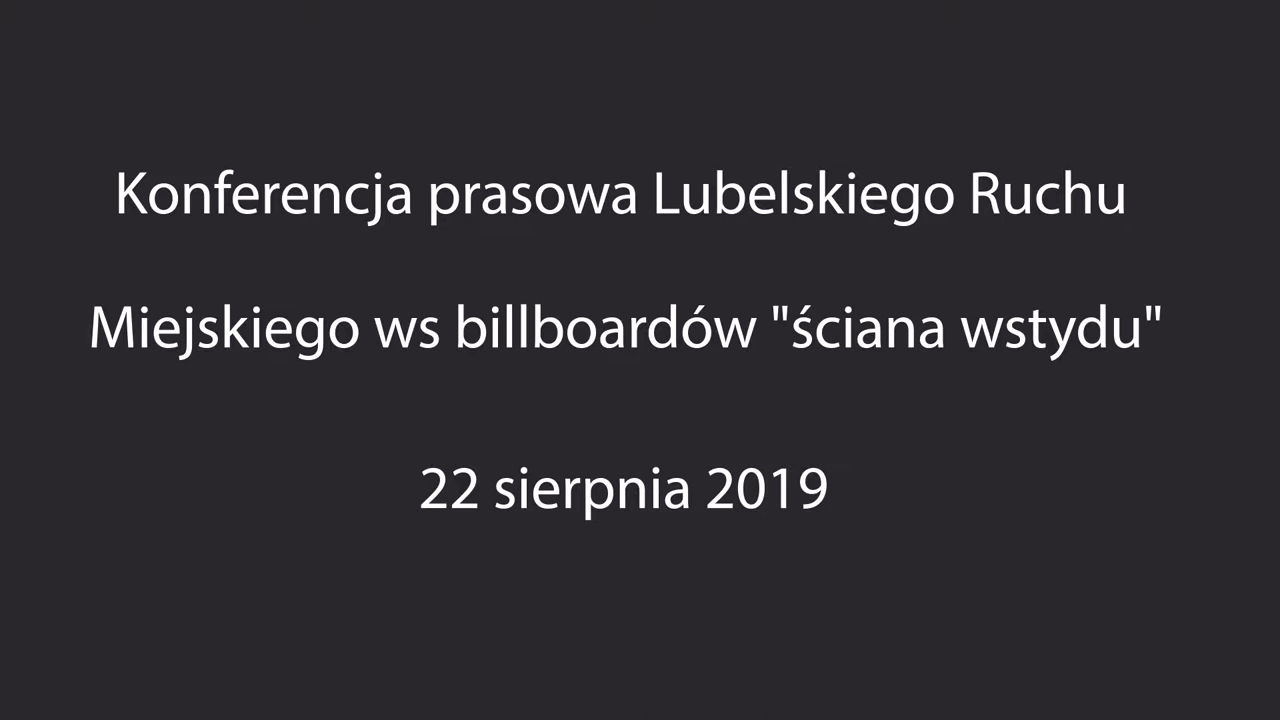 Konferencja prasowa Lubelskiego Ruchu
Miejskiego ws billboardów "ściana wstydu"
22 sierpnia 2019